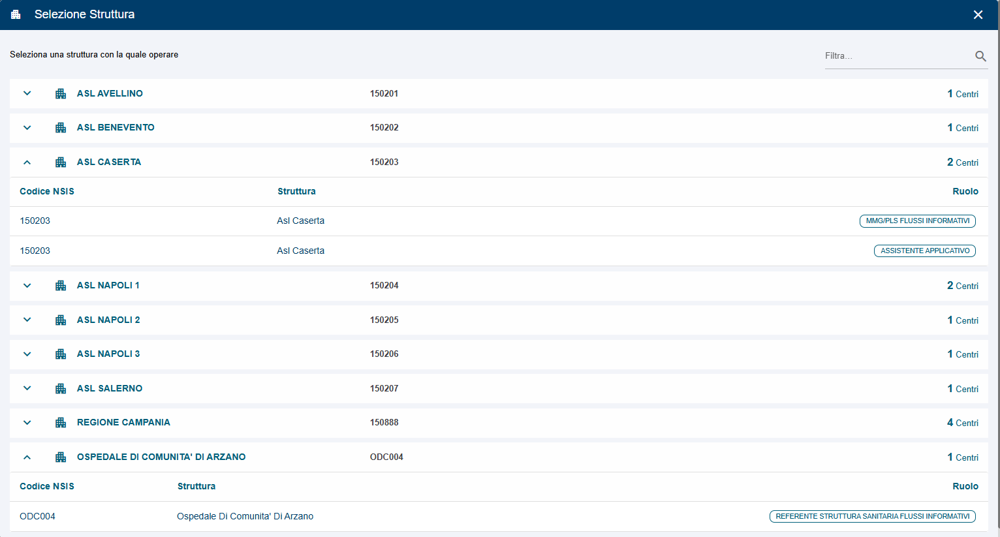 Selezione Struttura
Seleziona una struttura con la quale operare
Filtra...
ASL AVELLINO 150201 1 Centri
ASL BENEVENTO 150202 1 Centri
ASL CASERTA 150203 2 Centri
Codice NSIS Struttura Ruolo
150203 Asl Caserta MMG/PLS FLUSSI INFORMATIVI
150203 Asl Caserta ASSISTENTE APPLICATIVO
ASL NAPOLI 1 150204 2 Centri
ASL NAPOLI 2 150205 1 Centri
ASL NAPOLI 3 150206 1 Centri
ASL SALERNO 150207 1 Centri
REGIONE CAMPANIA 150888 4 Centri
OSPEDALE DI COMUNITA' DI ARZANO ODC004 1 Centri
Codice NSIS Struttura Ruolo
ODC004 Ospedale Di Comunita' Di Arzano REFERENTE STRUTTURA SANITARIA FLUSSI INFORMATIVI